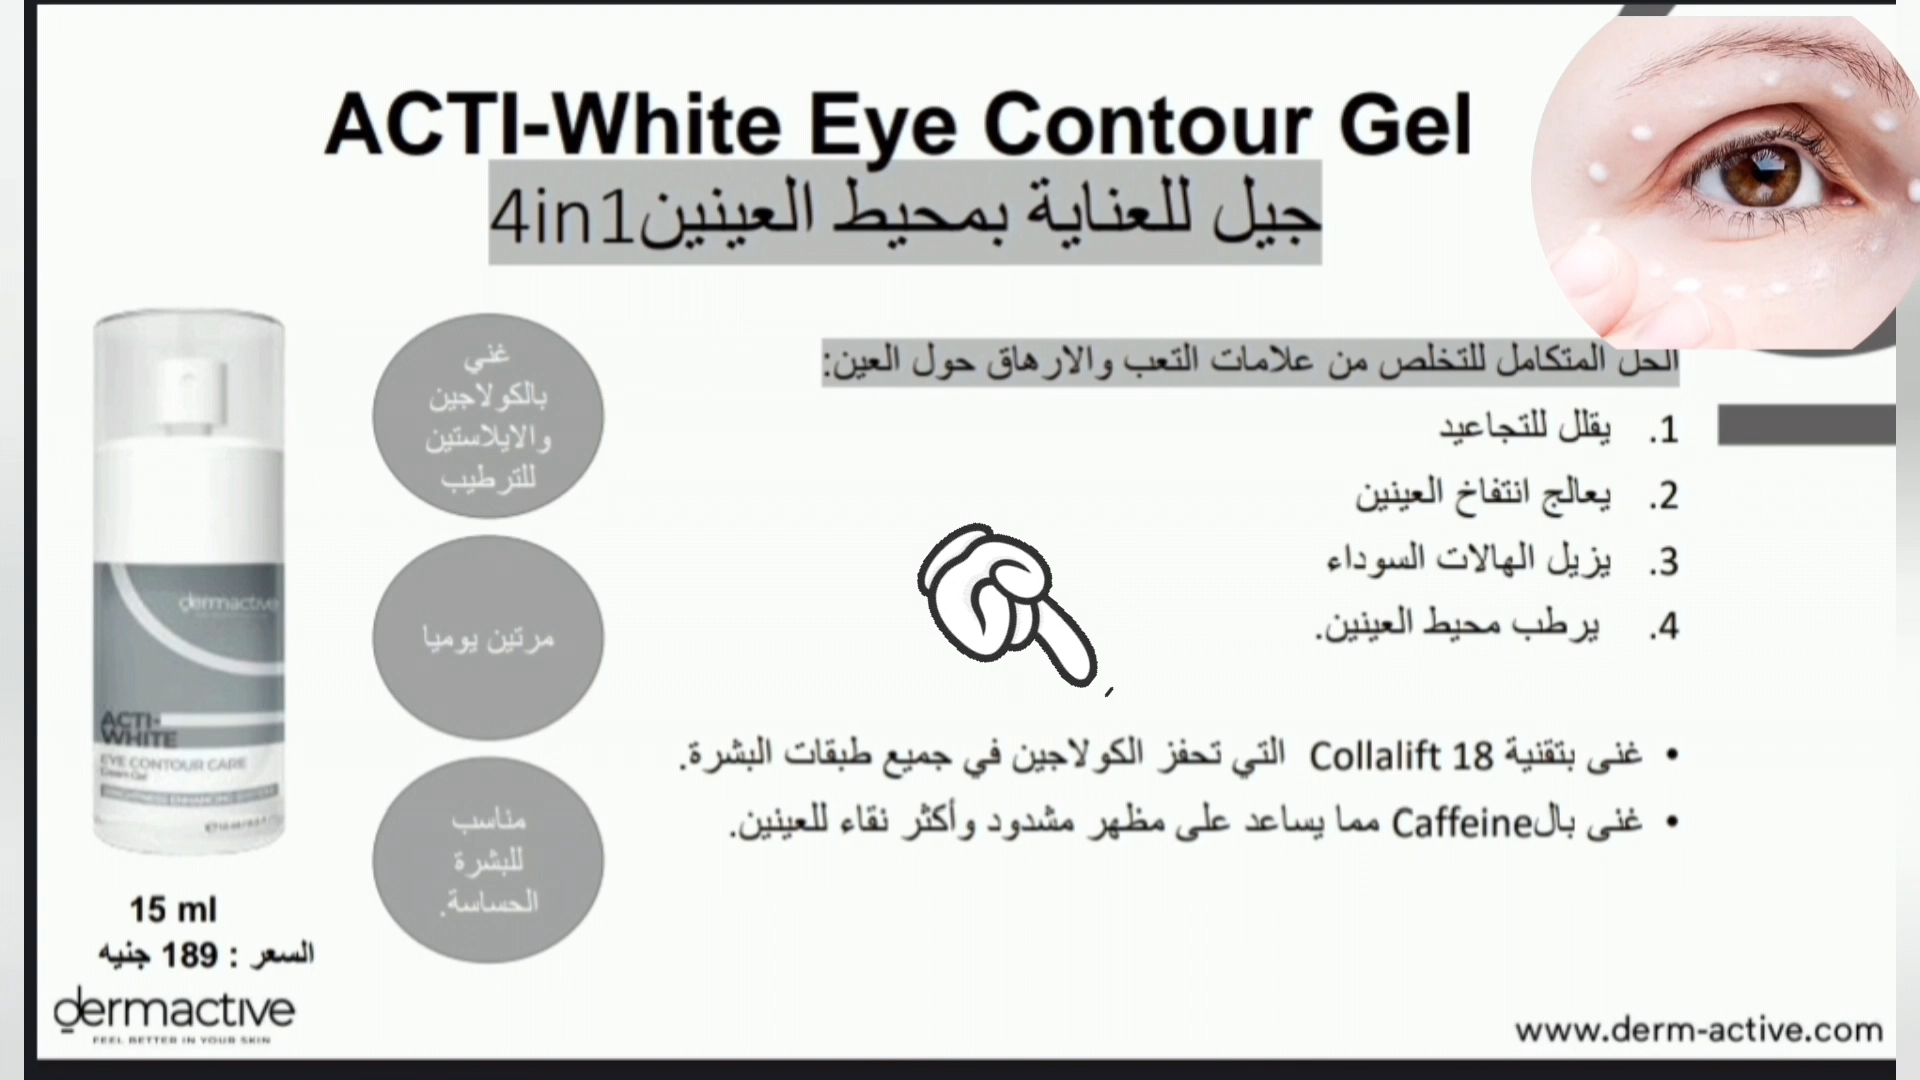 ACTI-White Eye Contour Gel
جيل للعناية بمحيط العينين4in1
الحل المتكامل للتخلص من علامات التعب والارهاق حول العين:
1. يقلل للتجاعيد
2. يعالج انتفاخ العينين
3. يزيل الهالات السوداء
4. يرطب محيط العينين.
• غنى بتقنية Collalift 18 التي تحفز الكولاجين في جميع طبقات البشرة.
• غنى بالCaffeine مما يساعد على مظهر مشدود وأكثر نقاء للعينين.
غني
بالكولاجين
والايلاستين
للترطيب
مرتين يوميا
مناسب
للبشرة
الحساسة.
dermactive
ACTI-
WHITE
EYE CONTOUR CARE
Cream Gel
15 ml
السعر : 189 جنيه
dermactive
FEEL BETTER IN YOUR SKIN
www.derm-active.com